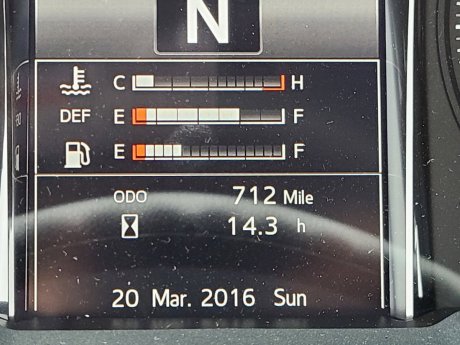 N
C H
DEF E F
E F
ODO 712 Mile
14.3 h
20 Mar. 2016 Sun